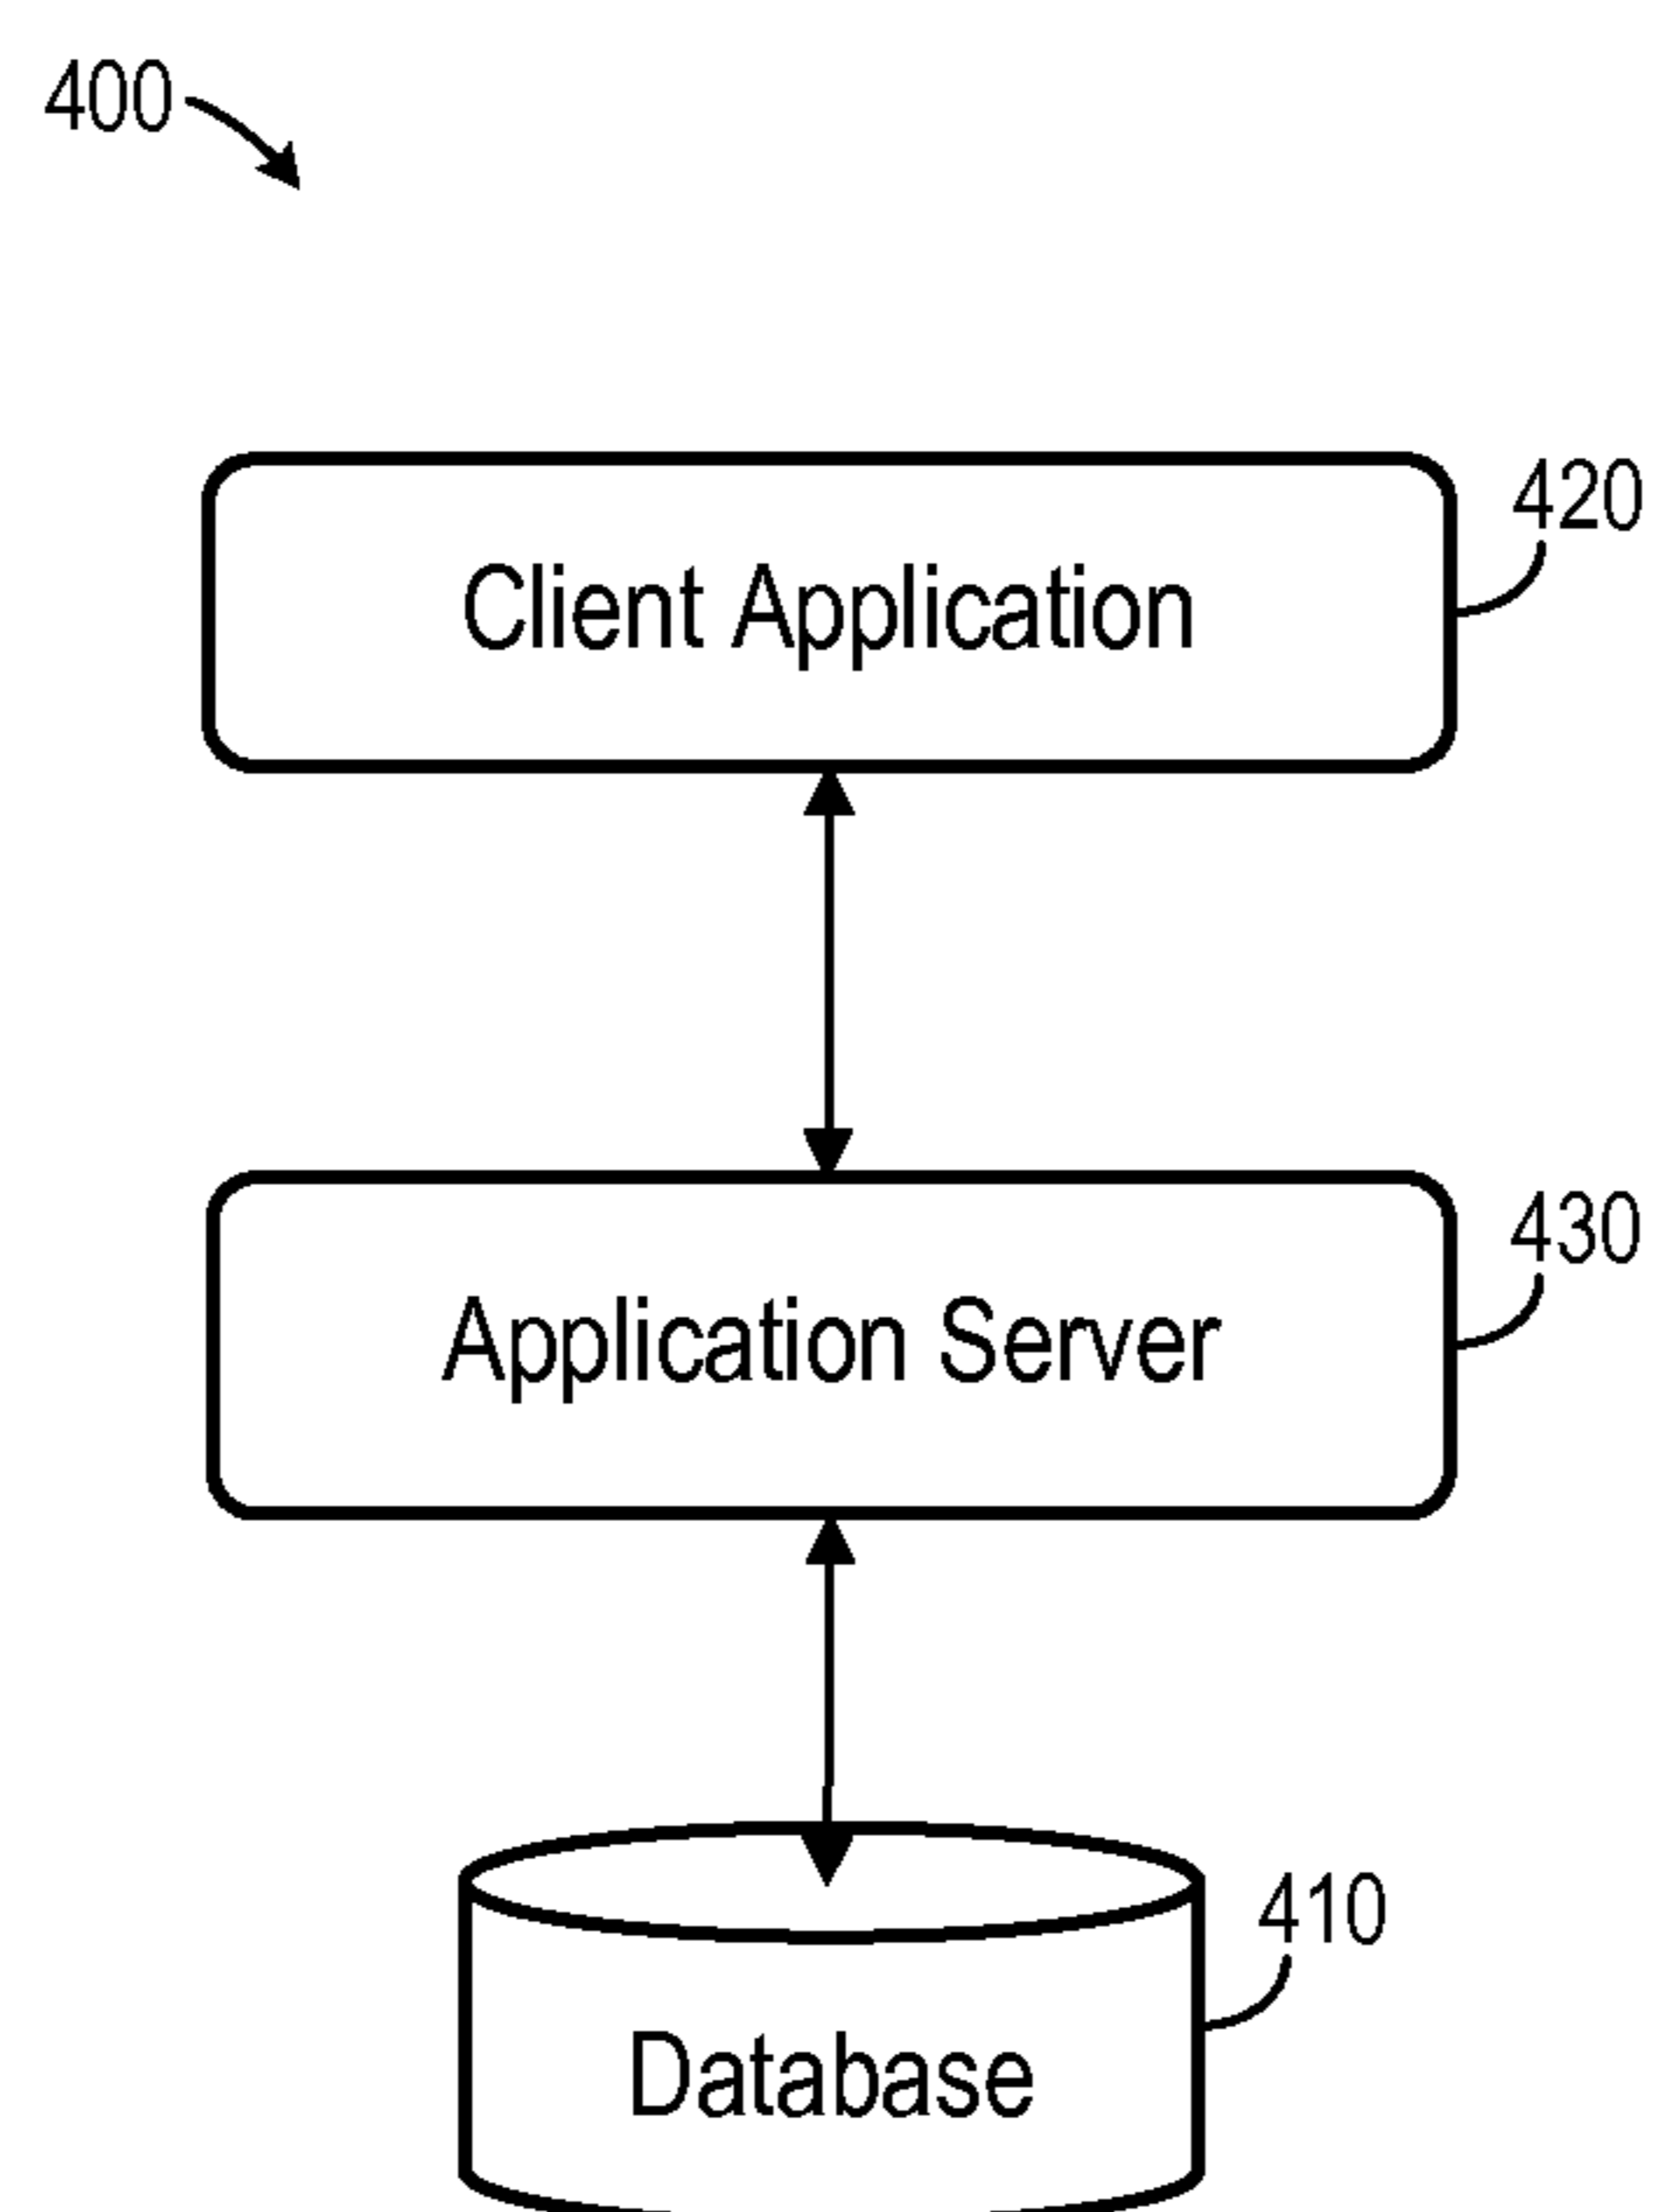 400
420
Client Application
430
Application Server
410
Database